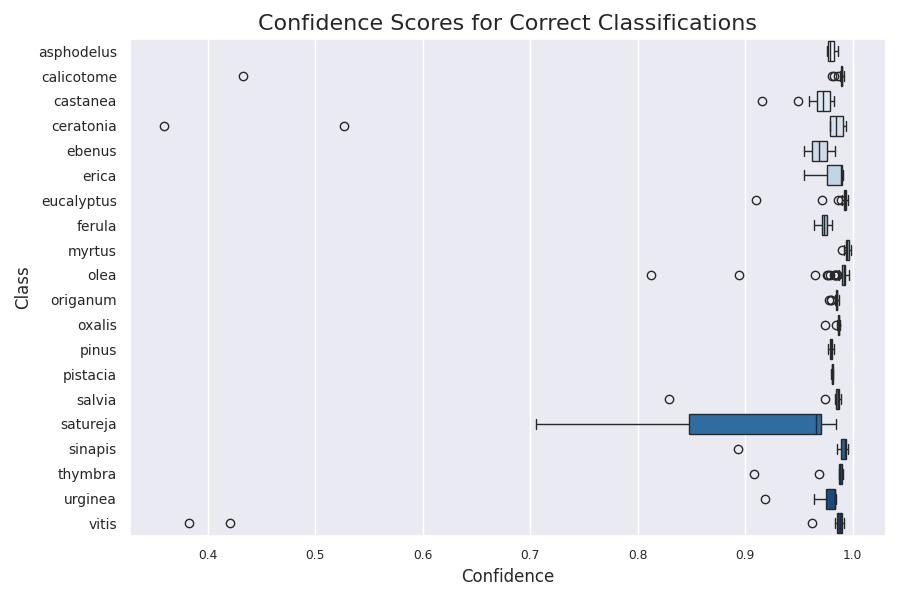 Confidence Scores for Correct Classifications
Class
asphodelus
calicotome
castanea
ceratonia
ebenus
erica
eucalyptus
ferula
myrtus
olea
origanum
oxalis
pinus
pistacia
salvia
satureja
sinapis
thymbra
urginea
vitis
0.4 0.5 0.6 0.7 0.8 0.9 1.0
Confidence